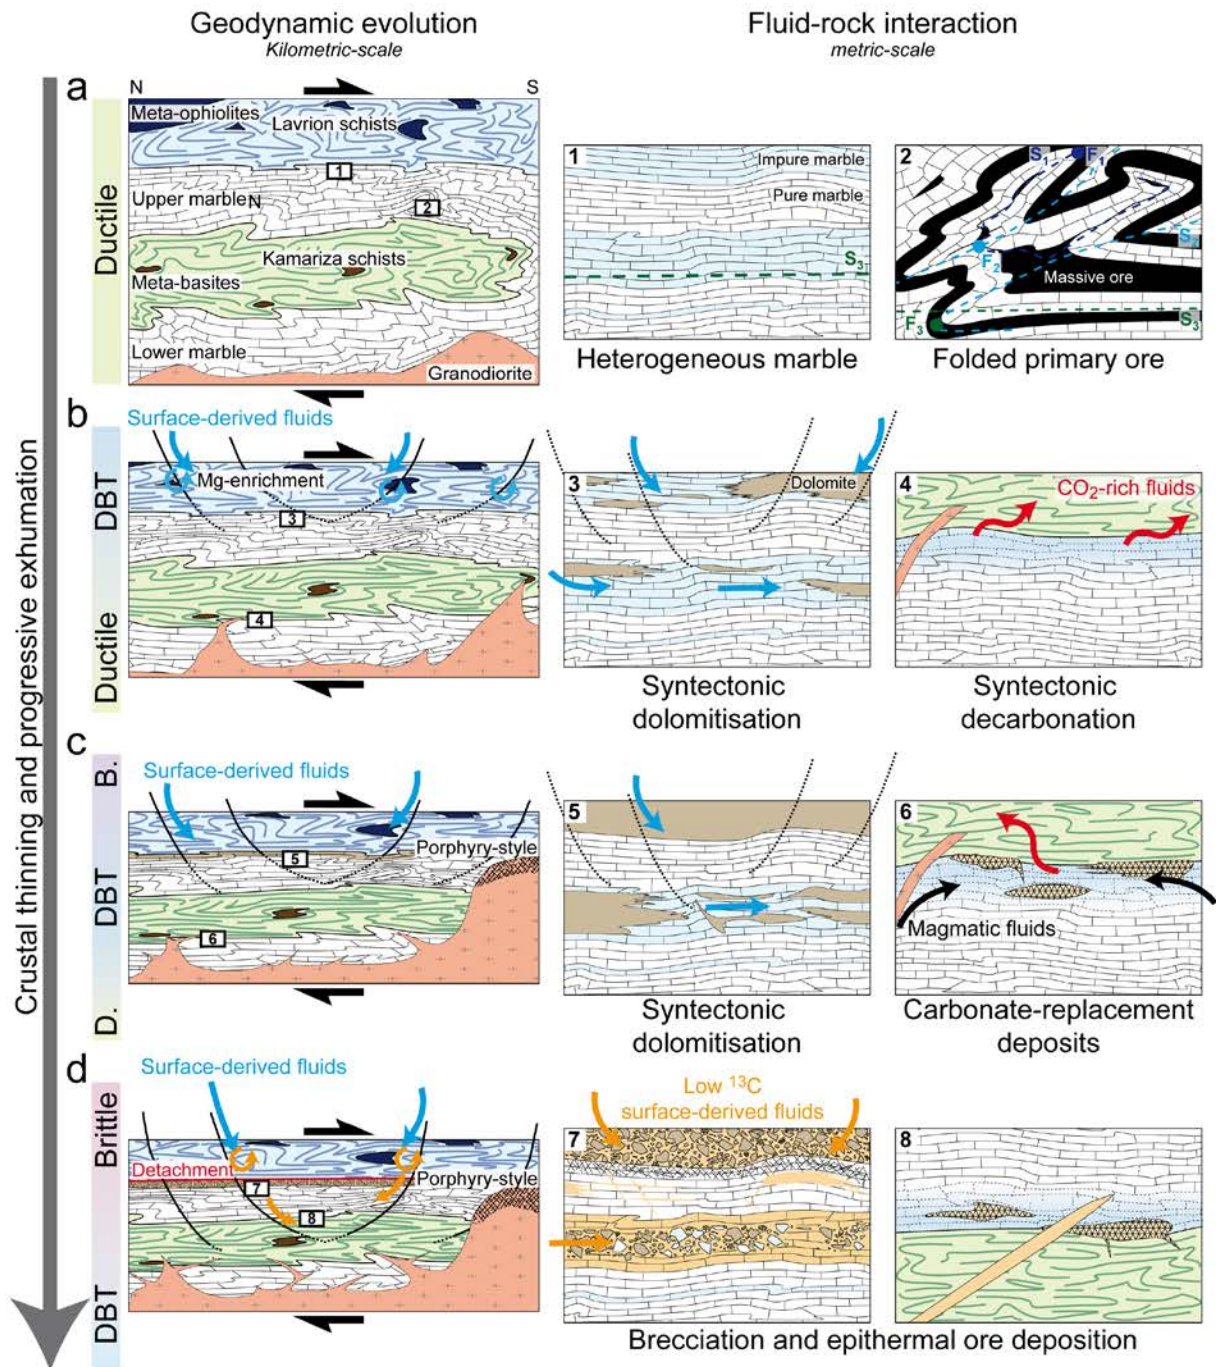 Geodynamic evolution
Kilometric-scale
Fluid-rock interaction
metric-scale
Crustal thinning and progressive exhumation
a
Ductile
N
S
Meta-ophiolites
Lavrion schists
1
Upper marble
N
2
Kamariza schists
Meta-basites
Lower marble
Granodiorite
1
Impure marble
Pure marble
S3
Heterogeneous marble
2
S1
F1
S2
F2
Massive ore
F3
S3
Folded primary ore
b
DBT
Ductile
Surface-derived fluids
Mg-enrichment
3
4
3
Dolomite
Syntectonic
dolomitisation
4
CO2-rich fluids
Syntectonic
decarbonation
c
B.
DBT
D.
Surface-derived fluids
Porphyry-style
5
6
5
Syntectonic
dolomitisation
6
Magmatic fluids
Carbonate-replacement
deposits
d
Brittle
DBT
Surface-derived fluids
Detachment
Porphyry-style
7
8
Low 13C
surface-derived fluids
7
8
Brecciation and epithermal ore deposition